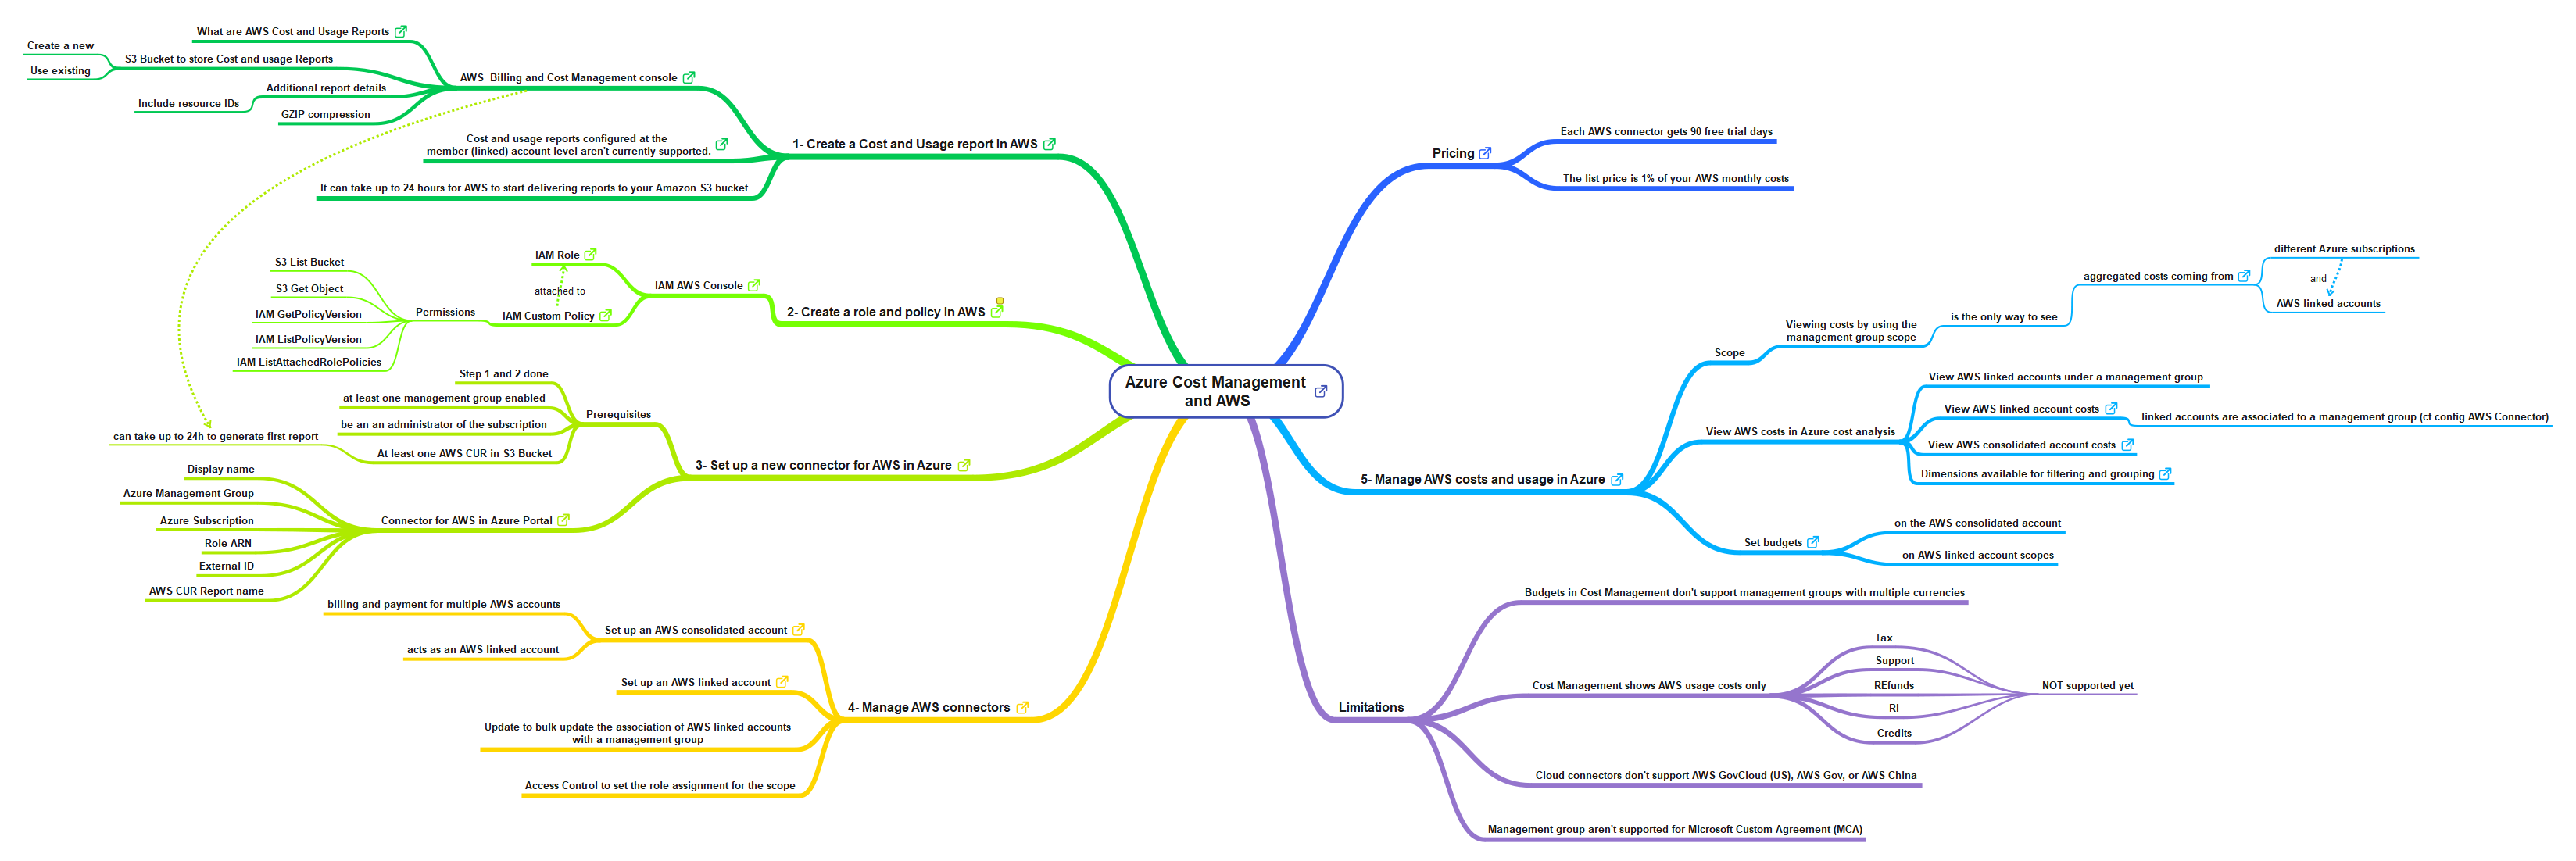 Azure Cost Management
and AWS
1- Create a Cost and Usage report in AWS
AWS  Billing and Cost Management console
What are AWS Cost and Usage Reports
S3 Bucket to store Cost and usage Reports
Create a new
Use existing
Additional report details
Include resource IDs
GZIP compression
Cost and usage reports configured at the
member (linked) account level aren't currently supported.
It can take up to 24 hours for AWS to start delivering reports to your Amazon S3 bucket
2- Create a role and policy in AWS
IAM AWS Console
IAM Role
attached to
IAM Custom Policy
Permissions
S3 List Bucket
S3 Get Object
IAM GetPolicyVersion
IAM ListPolicyVersion
IAM ListAttachedRolePolicies
3- Set up a new connector for AWS in Azure
Prerequisites
Step 1 and 2 done
at least one management group enabled
be an an administrator of the subscription
At least one AWS CUR in S3 Bucket
can take up to 24h to generate first report
Connector for AWS in Azure Portal
Display name
Azure Management Group
Azure Subscription
Role ARN
External ID
AWS CUR Report name
4- Manage AWS connectors
Set up an AWS consolidated account
billing and payment for multiple AWS accounts
acts as an AWS linked account
Set up an AWS linked account
Update to bulk update the association of AWS linked accounts
with a management group
Access Control to set the role assignment for the scope
Pricing
Each AWS connector gets 90 free trial days
The list price is 1% of your AWS monthly costs
5- Manage AWS costs and usage in Azure
Scope
Viewing costs by using the
management group scope
is the only way to see
aggregated costs coming from
different Azure subscriptions
and
AWS linked accounts
View AWS costs in Azure cost analysis
View AWS linked accounts under a management group
View AWS linked account costs
linked accounts are associated to a management group (cf config AWS Connector)
View AWS consolidated account costs
Dimensions available for filtering and grouping
Set budgets
on the AWS consolidated account
on AWS linked account scopes
Limitations
Budgets in Cost Management don't support management groups with multiple currencies
Cost Management shows AWS usage costs only
Tax
Support
REfunds
RI
Credits
NOT supported yet
Cloud connectors don't support AWS GovCloud (US), AWS Gov, or AWS China
Management group aren't supported for Microsoft Custom Agreement (MCA)